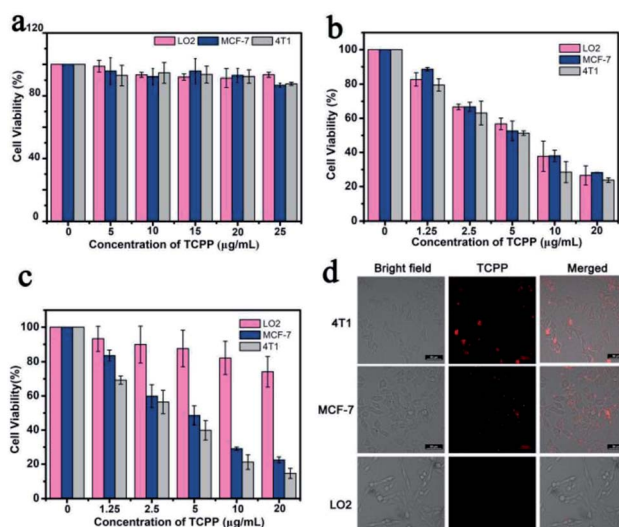 a
120
100
80
60
40
20
0
Cell Viability (%)
LO2 MCF-7 4T1
0 5 10 15 20 25
Concentration of TCPP (μg/mL)
b
100
80
60
40
20
0
Cell Viability (%)
LO2
MCF-7
4T1
0 1.25 2.5 5 10 20
Concentration of TCPP (μg/mL)
c
100
80
60
40
20
0
Cell Viability(%)
LO2
MCF-7
4T1
0 1.25 2.5 5 10 20
Concentration of TCPP (μg/mL)
d
Bright field TCPP Merged
4T1
MCF-7
LO2